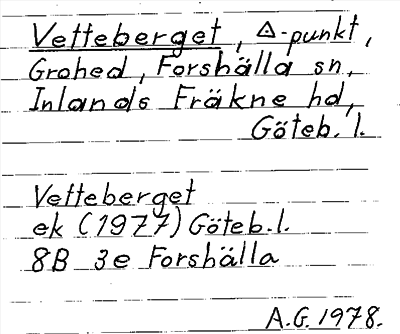 Vetteberget, Δ-punkt,
Grohed, Forshälla sn,
Inlands Fräkne hd,
Göteb. l.
Vetteberget
ek (1977) Göteb. l.
8B 3e Forshälla
A.G. 1978.